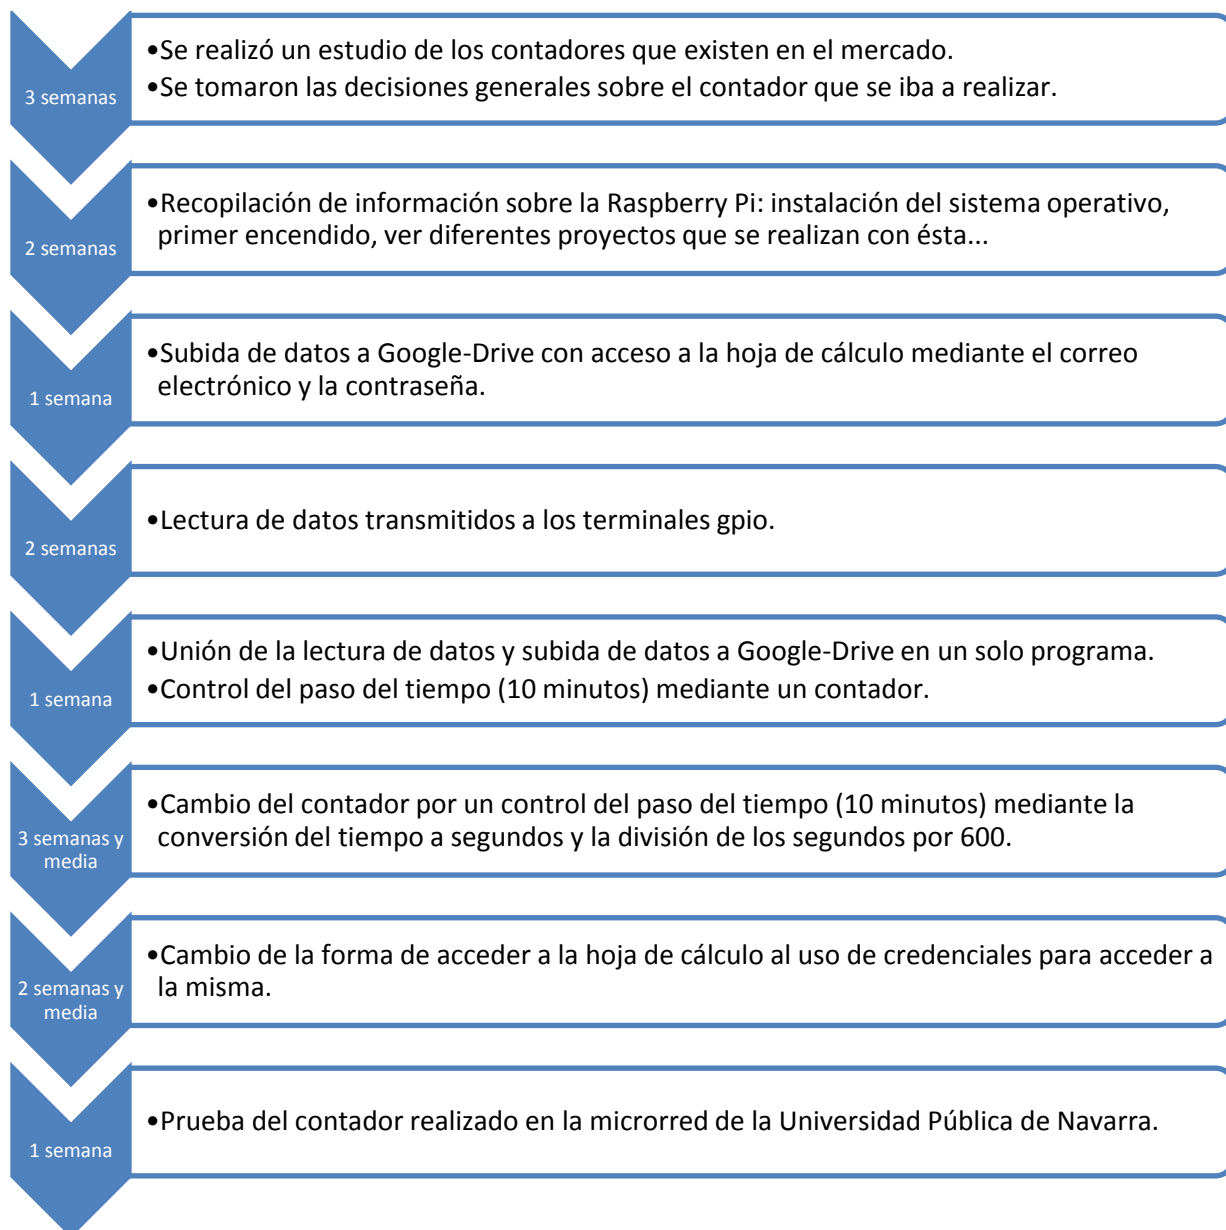 3 semanas
•Se realizó un estudio de los contadores que existen en el mercado.
•Se tomaron las decisiones generales sobre el contador que se iba a realizar.
2 semanas
•Recopilación de información sobre la Raspberry Pi: instalación del sistema operativo,
primer encendido, ver diferentes proyectos que se realizan con ésta...
1 semana
•Subida de datos a Google-Drive con acceso a la hoja de cálculo mediante el correo
electrónico y la contraseña.
2 semanas
•Lectura de datos transmitidos a los terminales gpio.
1 semana
•Unión de la lectura de datos y subida de datos a Google-Drive en un solo programa.
•Control del paso del tiempo (10 minutos) mediante un contador.
3 semanas y
media
•Cambio del contador por un control del paso del tiempo (10 minutos) mediante la
conversión del tiempo a segundos y la división de los segundos por 600.
2 semanas y
media
•Cambio de la forma de acceder a la hoja de cálculo al uso de credenciales para acceder a
la misma.
1 semana
•Prueba del contador realizado en la microrred de la Universidad Pública de Navarra.